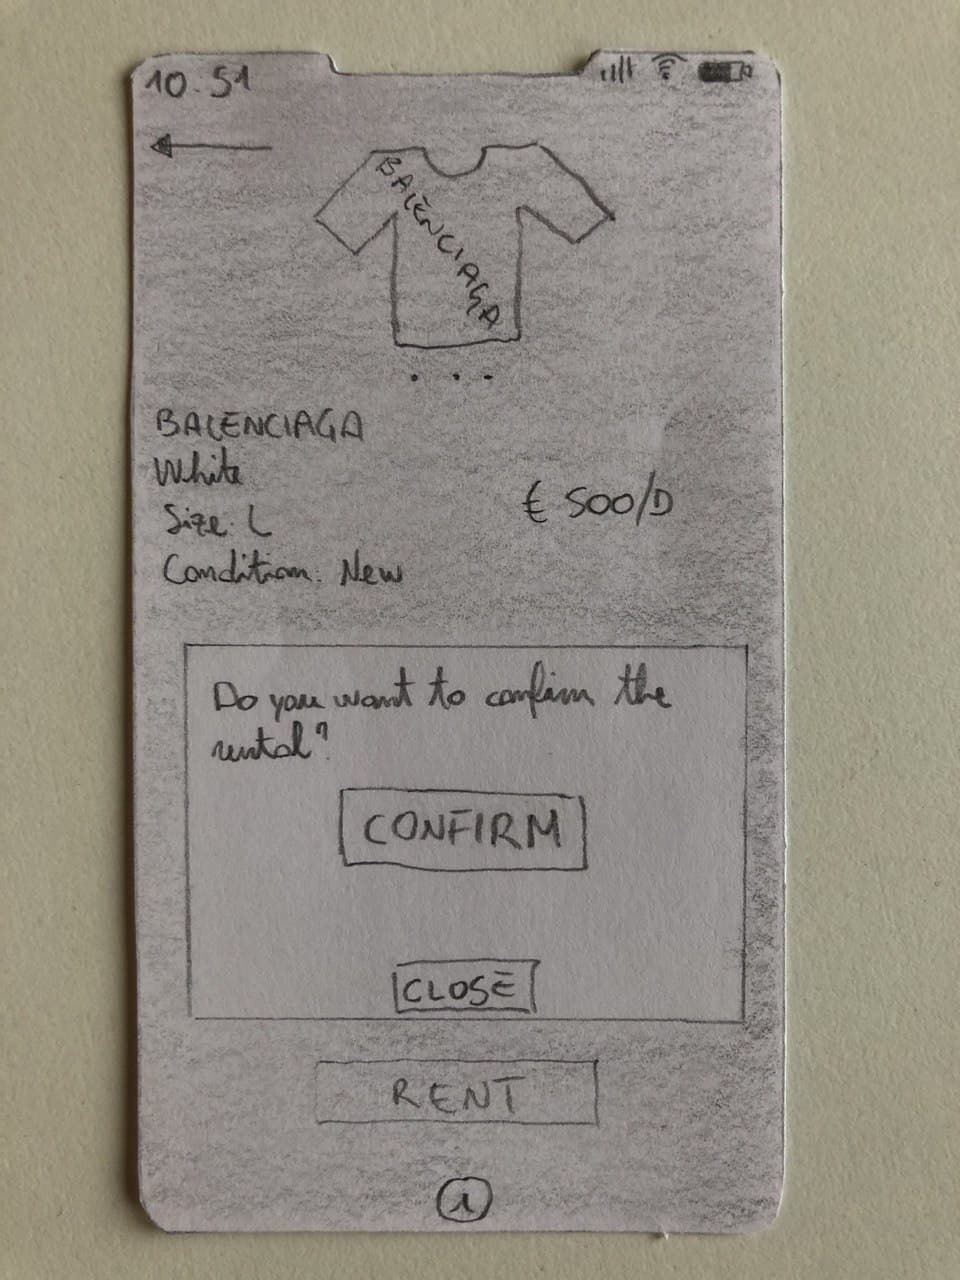 10.51
BALENCIAGA
BALENCIAGA
White
Size: L
€ 500/D
Condition: New
Do you want to confirm the
rental?
CONFIRM
CLOSE
RENT
i